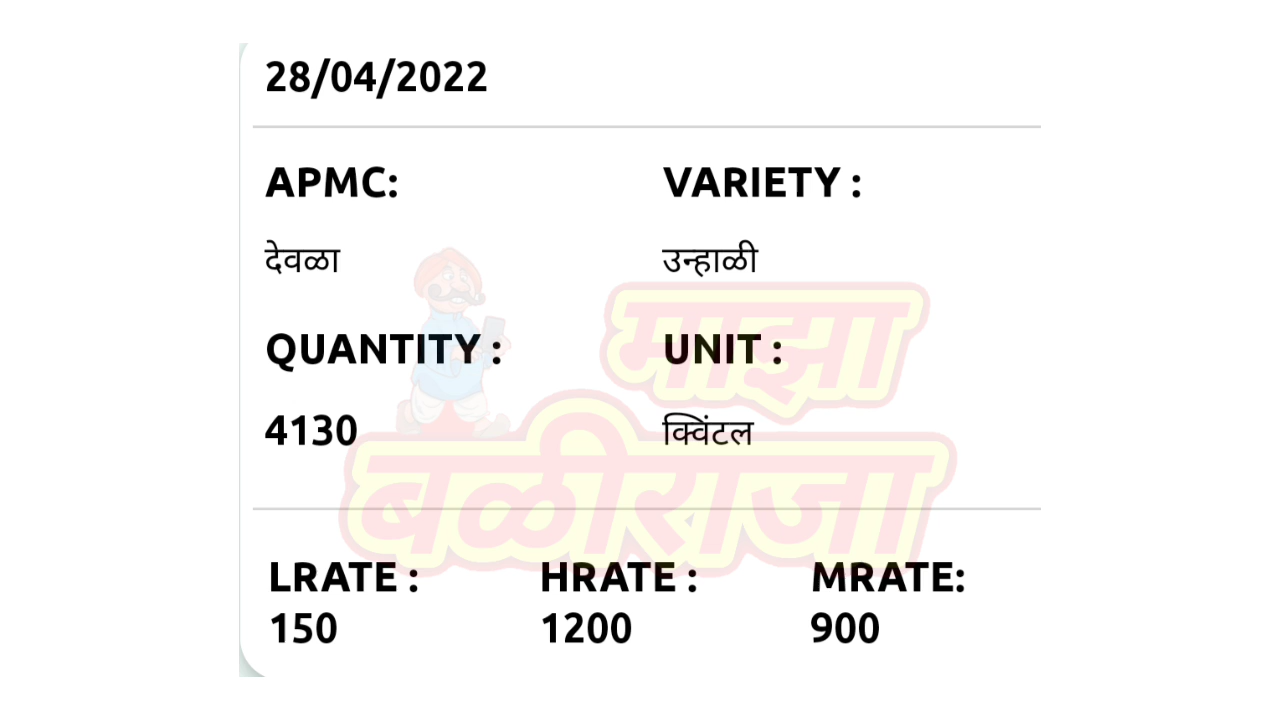 28/04/2022
APMC: VARIETY :
देवळा उन्हाळी
QUANTITY : UNIT :
4130 क्विंटल
माझा
बळीराजा
LRATE : HRATE : MRATE:
150 1200 900